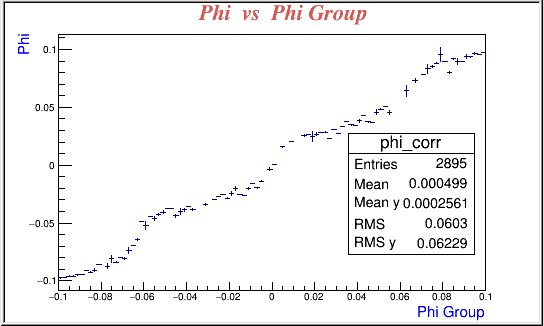 Phi vs Phi Group
Phi
0.1
0.05
0
−0.05
−0.1
phi_corr
Entries 2895
Mean 0.000499
Mean y 0.0002561
RMS 0.0603
RMS y 0.06229
−0.1 −0.08 −0.06 −0.04 −0.02 0 0.02 0.04 0.06 0.08 0.1
Phi Group